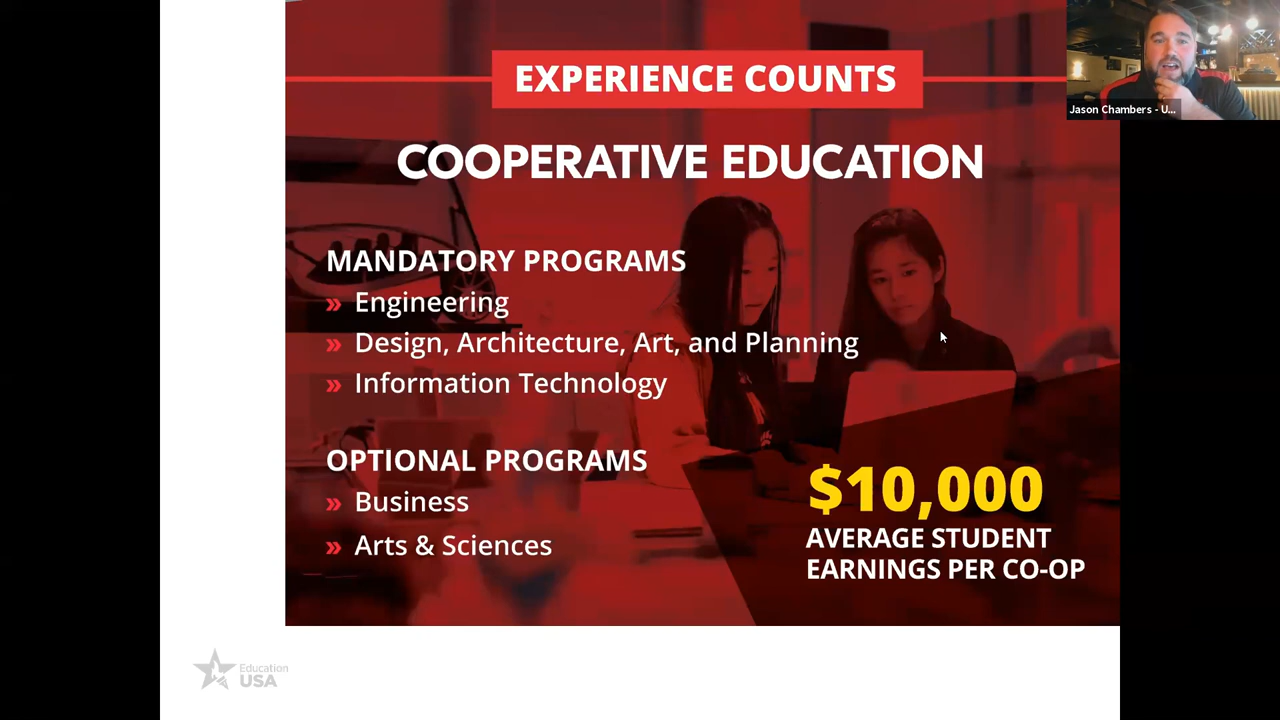 EXPERIENCE COUNTS
Jason Chambers - U...
COOPERATIVE EDUCATION
MANDATORY PROGRAMS
» Engineering
» Design, Architecture, Art, and Planning
» Information Technology
OPTIONAL PROGRAMS
» Business
» Arts & Sciences
$10,000
AVERAGE STUDENT
EARNINGS PER CO-OP
Education
USA